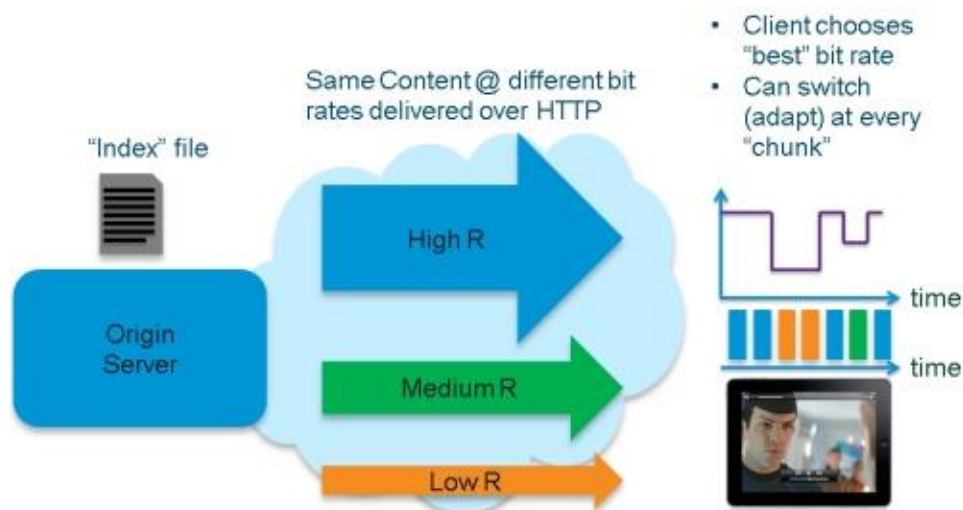 • Client chooses
"best" bit rate
• Can switch
(adapt) at every
"chunk"
Same Content @ different bit
rates delivered over HTTP
"Index" file
High R
time
Origin
Server
time
Medium R
Low R